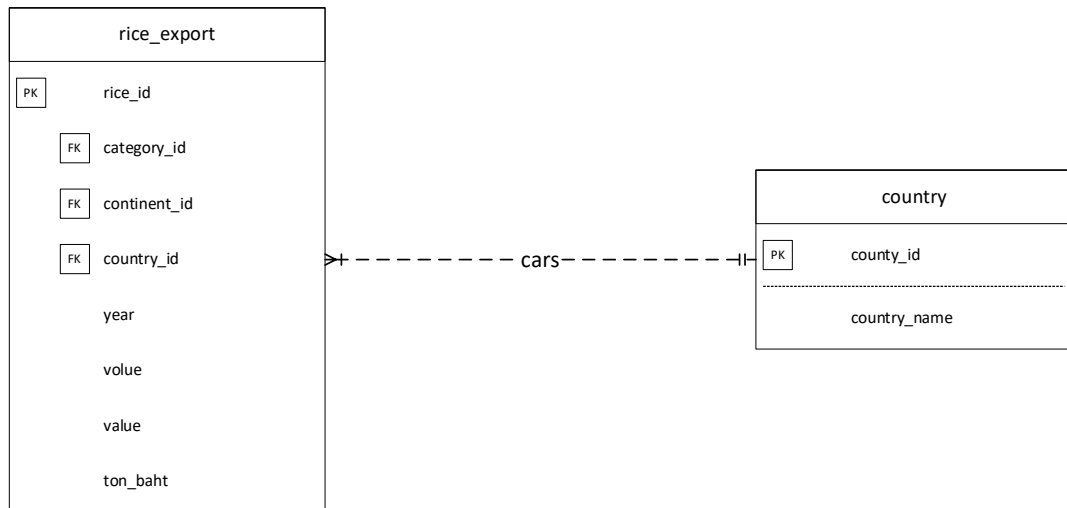 rice_export
PK rice_id
FK category_id
FK continent_id
FK country_id
year
volue
value
ton_baht
cars
country
PK county_id
country_name